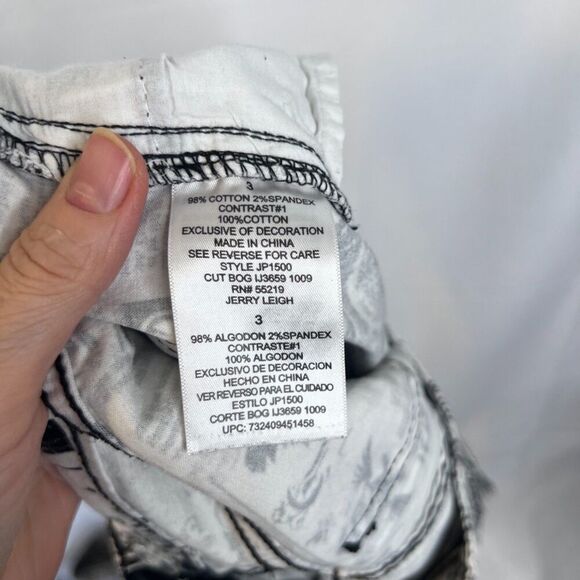 3
98% COTTON 2%SPANDEX
CONTRAST#1
100%COTTON
EXCLUSIVE OF DECORATION
MADE IN CHINA
SEE REVERSE FOR CARE
STYLE JP1500
CUT BOG IJ3659 1009
RN# 55219
JERRY LEIGH
3
98% ALGODON 2%SPANDEX
CONTRASTE#1
100% ALGODON
EXCLUSIVO DE DECORACION
HECHO EN CHINA
VER REVERSO PARA EL CUIDADO
ESTILO JP1500
CORTE BOG IJ3659 1009
UPC: 732409451458